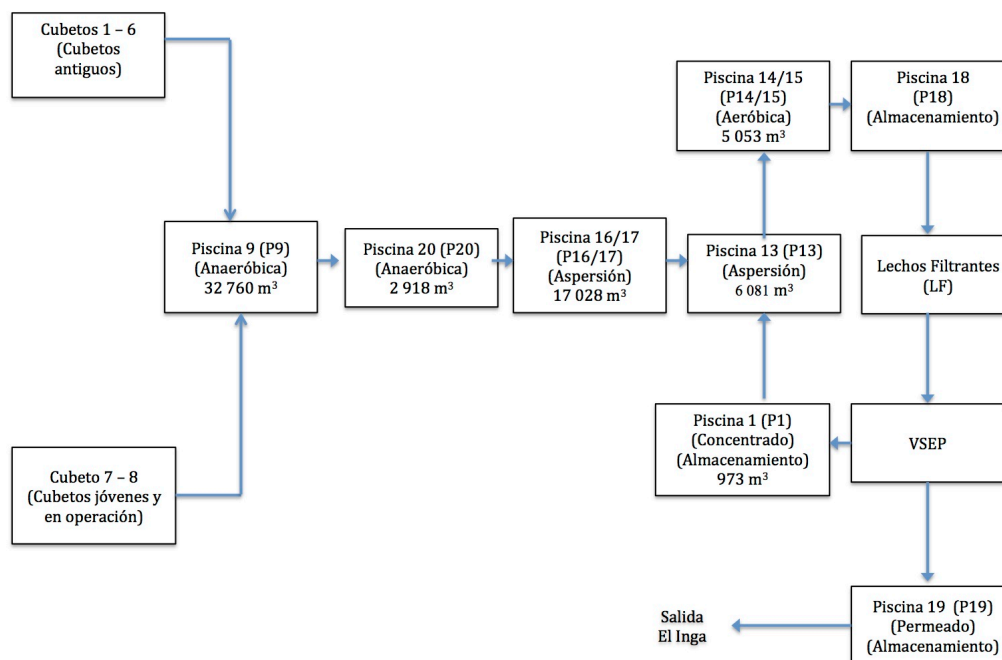 Cubetos 1 – 6
(Cubetos
antiguos)
Piscina 14/15
(P14/15)
(Aeróbica)
5 053 m³
Piscina 18
(P18)
(Almacenamiento)
Piscina 9 (P9)
(Anaeróbica)
32 760 m³
Piscina 20 (P20)
(Anaeróbica)
2 918 m³
Piscina 16/17
(P16/17)
(Aspersión)
17 028 m³
Piscina 13 (P13)
(Aspersión)
6 081 m³
Lechos Filtrantes
(LF)
Cubeto 7 – 8
(Cubetos jóvenes y
en operación)
Piscina 1 (P1)
(Concentrado)
(Almacenamiento)
973 m³
VSEP
Salida
El Inga
Piscina 19 (P19)
(Permeado)
(Almacenamiento)